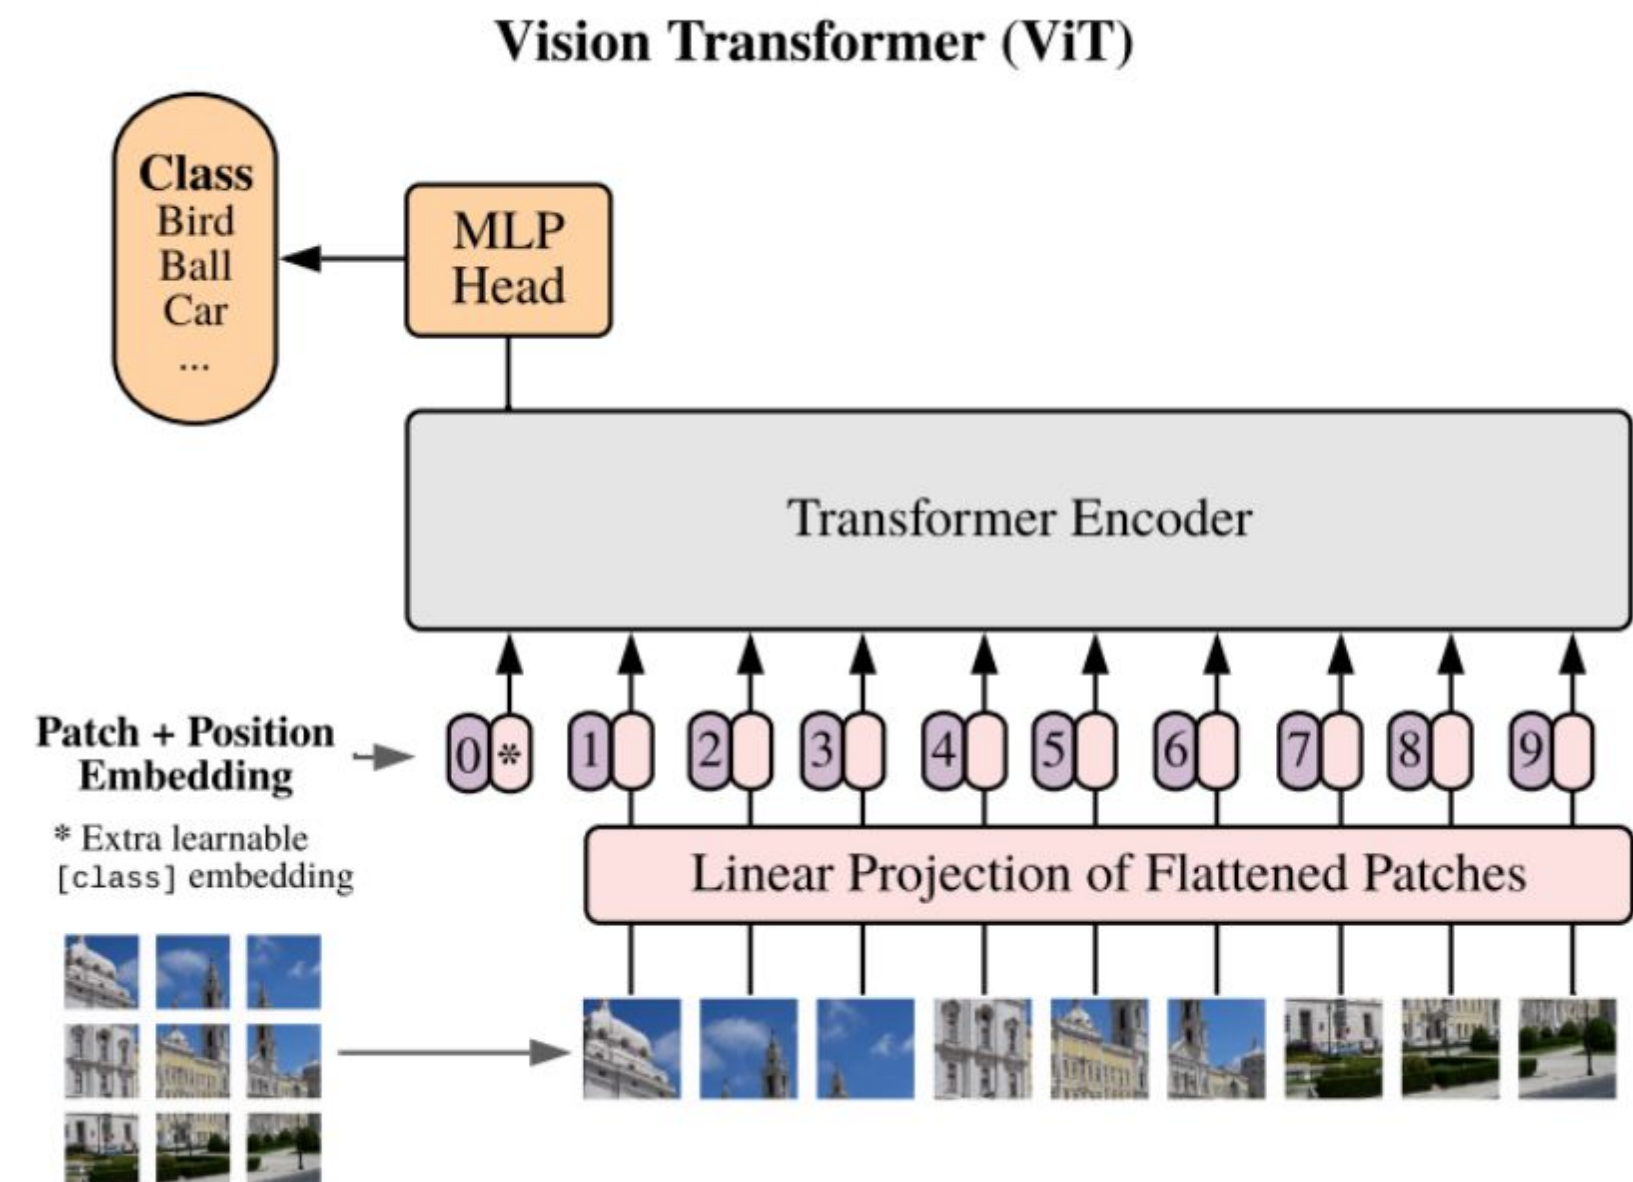 Vision Transformer (ViT)
Class
Bird
Ball
Car
...
MLP
Head
Transformer Encoder
Patch + Position
Embedding
0 * 1 2 3 4 5 6 7 8 9
* Extra learnable
[class] embedding
Linear Projection of Flattened Patches